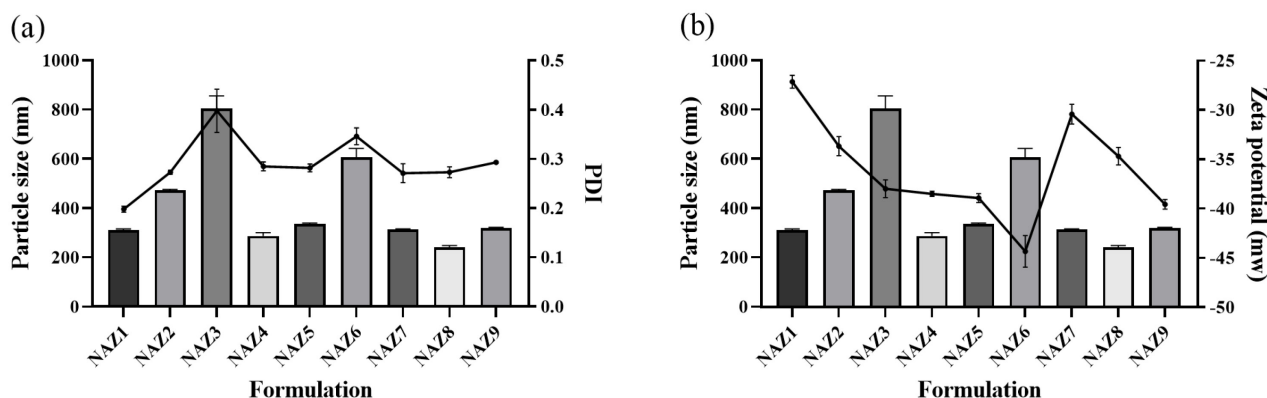 (a)
Particle size (nm)
1000
800
600
400
200
0
0.5
0.4
0.3
0.2
0.1
0.0
PDI
NAZ1
NAZ2
NAZ3
NAZ4
NAZ5
NAZ6
NAZ7
NAZ8
NAZ9
Formulation
(b)
Particle size (nm)
1000
800
600
400
200
0
-25
-30
-35
-40
-45
-50
Zeta potential (mw)
NAZ1
NAZ2
NAZ3
NAZ4
NAZ5
NAZ6
NAZ7
NAZ8
NAZ9
Formulation